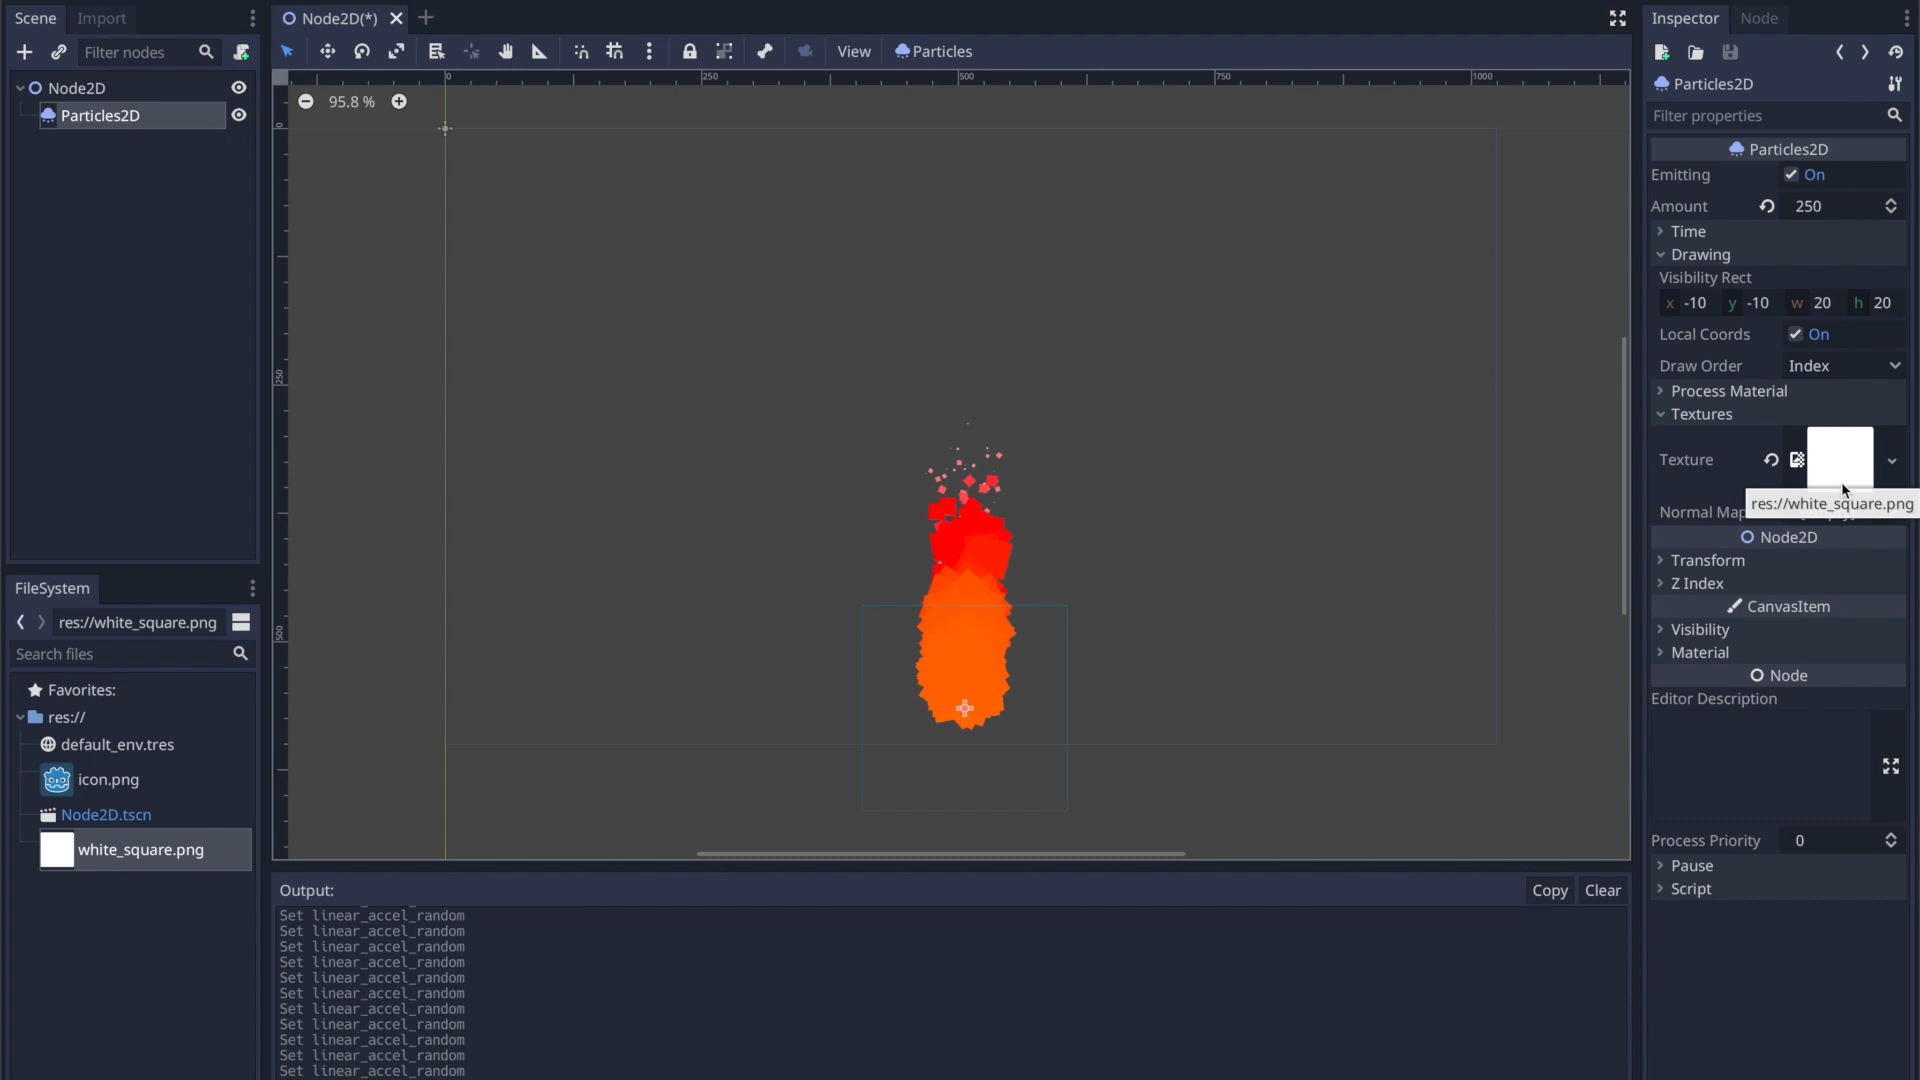 Scene
Import
Filter nodes
Node2D
Particles2D
FileSystem
res://white_square.png
Search files
Favorites:
res://
default_env.tres
icon.png
Node2D.tscn
white_square.png
Node2D(*)
View
Particles
0
250
500
750
1000
95.8 %
0
250
500
Output:
Copy
Clear
Set linear_accel_random
Set linear_accel_random
Set linear_accel_random
Set linear_accel_random
Set linear_accel_random
Set linear_accel_random
Set linear_accel_random
Set linear_accel_random
Set linear_accel_random
Set linear_accel_random
Set linear_accel_random
Inspector
Node
Particles2D
Filter properties
Particles2D
Emitting On
Amount 250
Time
Drawing
Visibility Rect
x -10 y -10 w 20 h 20
Local Coords On
Draw Order Index
Process Material
Textures
Texture
res://white_square.png
Normal Map
Node2D
Transform
Z Index
CanvasItem
Visibility
Material
Node
Editor Description
Process Priority 0
Pause
Script